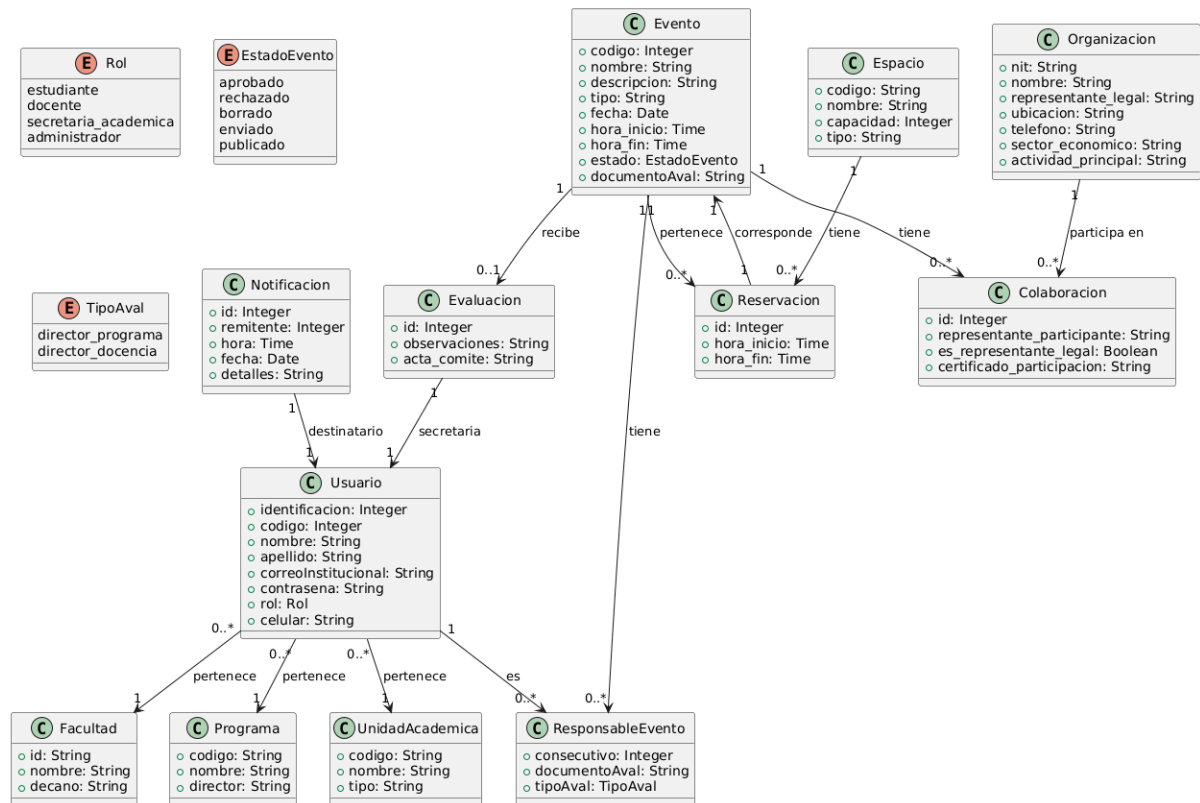 E Rol
estudiante
docente
secretaria_academica
administrador
E EstadoEvento
aprobado
rechazado
borrado
enviado
publicado
C Evento
codigo: Integer
nombre: String
descripcion: String
tipo: String
fecha: Date
hora_inicio: Time
hora_fin: Time
estado: EstadoEvento
documentoAval: String
C Espacio
codigo: String
nombre: String
capacidad: Integer
tipo: String
C Organizacion
nit: String
nombre: String
representante_legal: String
ubicacion: String
telefono: String
sector_economico: String
actividad_principal: String
1
recibe
0..1
1
pertenece
0..*
1
corresponde
1
1
tiene
0..*
1
tiene
0..*
1
participa en
0..*
1
tiene
0..*
E TipoAval
director_programa
director_docencia
C Notificacion
id: Integer
remitente: Integer
hora: Time
fecha: Date
detalles: String
C Evaluacion
id: Integer
observaciones: String
acta_comite: String
C Reservacion
id: Integer
hora_inicio: Time
hora_fin: Time
C Colaboracion
id: Integer
representante_participante: String
es_representante_legal: Boolean
certificado_participacion: String
1
destinatario
1
1
secretaria
1
C Usuario
identificacion: Integer
codigo: Integer
nombre: String
apellido: String
correoInstitucional: String
contrasena: String
rol: Rol
celular: String
0..*
pertenece
1
0..*
pertenece
1
0..*
pertenece
1
1
es
0..*
C Facultad
id: String
nombre: String
decano: String
C Programa
codigo: String
nombre: String
director: String
C UnidadAcademica
codigo: String
nombre: String
tipo: String
C ResponsableEvento
consecutivo: Integer
documentoAval: String
tipoAval: TipoAval